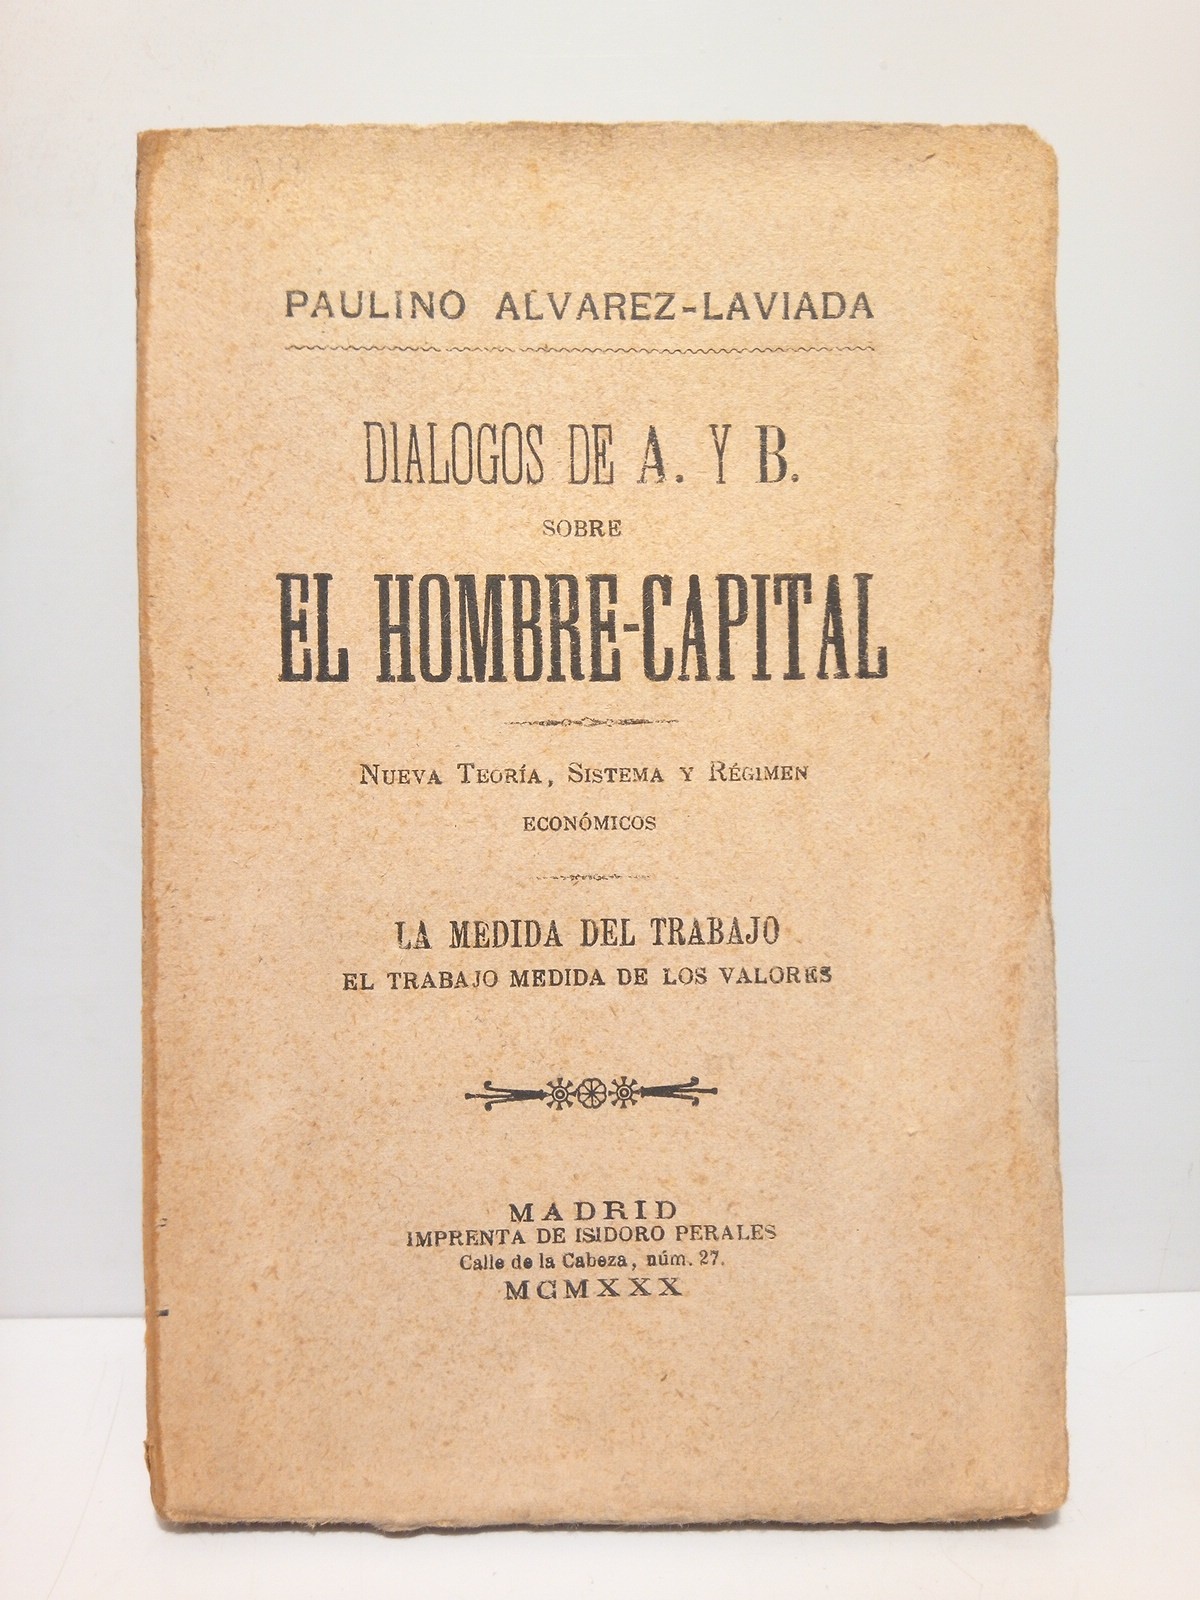 PAULINO ALVAREZ-LAVIADA
DIALOGOS DE A. Y B.
SOBRE
EL HOMBRE-CAPITAL
NUEVA TEORÍA, SISTEMA Y RÉGIMEN
ECONÓMICOS
LA MEDIDA DEL TRABAJO
EL TRABAJO MEDIDA DE LOS VALORES
MADRID
IMPRENTA DE ISIDORO PERALES
Calle de la Cabeza, núm. 27.
MCMXXX